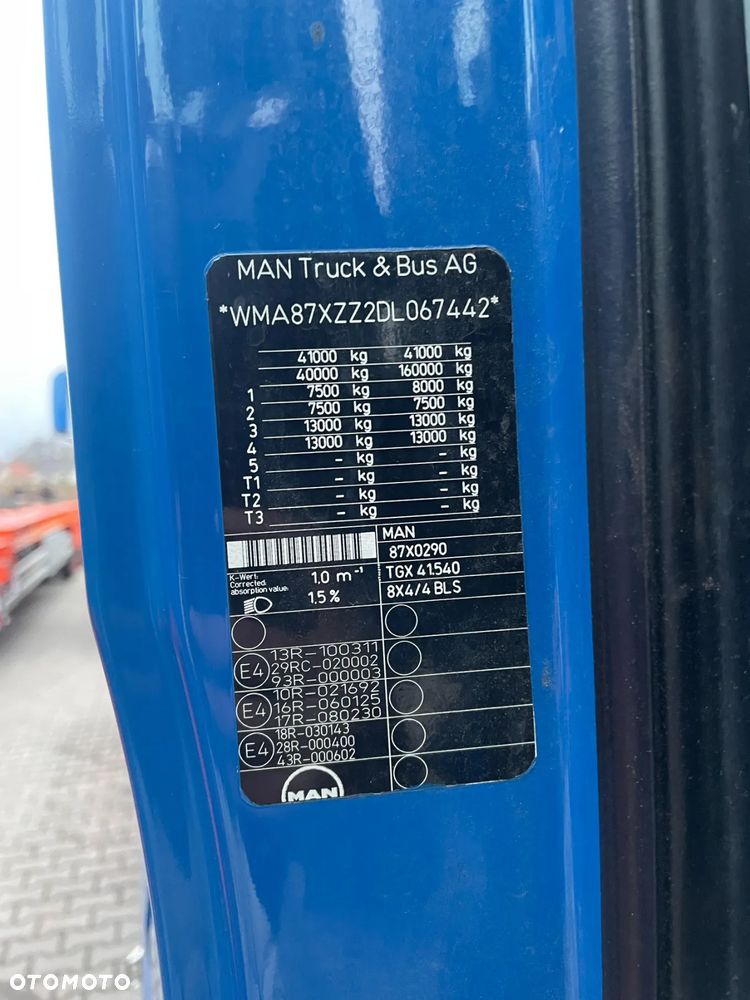 MAN Truck & Bus AG
*WMA87XZZ2DL067442*
41000 kg 41000 kg
40000 kg 160000 kg
1 7500 kg 8000 kg
2 7500 kg 7500 kg
3 13000 kg 13000 kg
4 13000 kg 13000 kg
5 - kg - kg
T1 - kg - kg
T2 - kg - kg
T3 - kg - kg
MAN
87X0290
K-Wert: 1.0 m⁻¹ TGX 41.540
Corrected
absorption value:
1.5 % 8X4/4 BLS
13R-100311
E4 29RC-020002
93R-000003
10R-021692
E4 16R-060125
17R-080230
18R-030143
E4 28R-000400
43R-000602
MAN
OTOMOTO